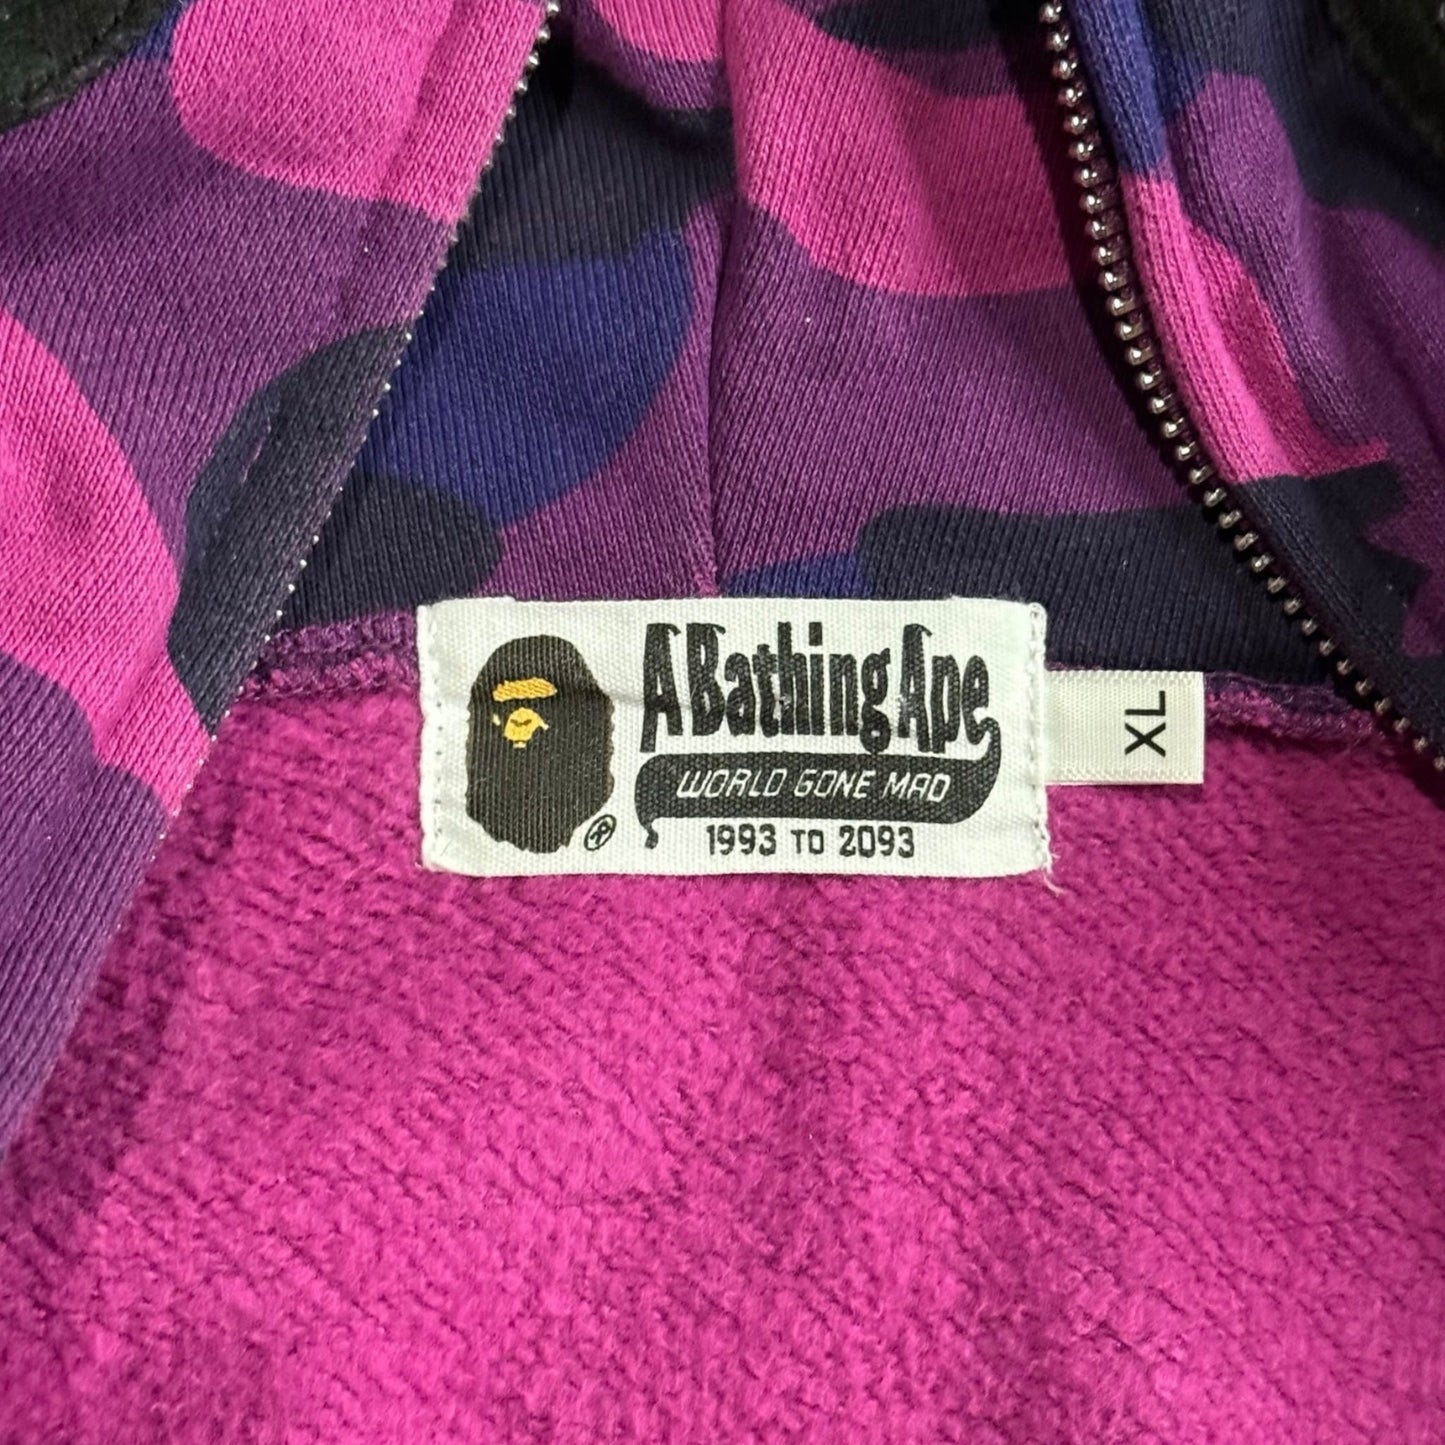 A Bathing Ape
WORLD GONE MAD
1993 TO 2093
®
XL